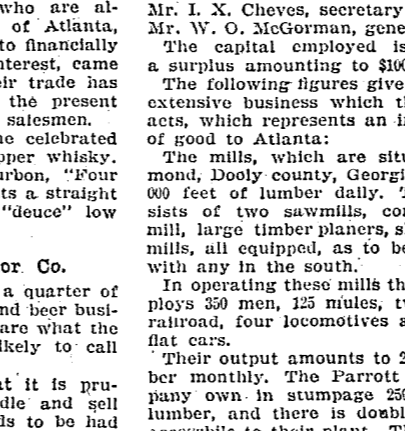 who are al-
of Atlanta,
to financially
nterest, came
eir trade has
the present
salesmen.
ne celebrated
pper whisky.
urbon, "Four
ts a straight
"deuce" low
or Co.
a quarter of
nd beer busi-
are what the
likely to call
at it is pru-
dle and sell
ds to be had
Mr. I. X. Cheves, secretary
Mr. W. O. McGorman, gene
The capital employed is
a surplus amounting to $100
The following figures give
extensive business which th
acts, which represents an i
of good to Atlanta:
The mills, which are situ
mond, Dooly county, Georgi
000 feet of lumber daily. T
sists of two sawmills, co
mill, large timber planers, s
mills, all equipped, as to be
with any in the south.
In operating these mills th
ploys 350 men, 125 mules, tw
railroad, four locomotives a
flat cars.
Their output amounts to 2
ber monthly. The Parrott
pany own in stumpage 250
lumber, and there is doubl